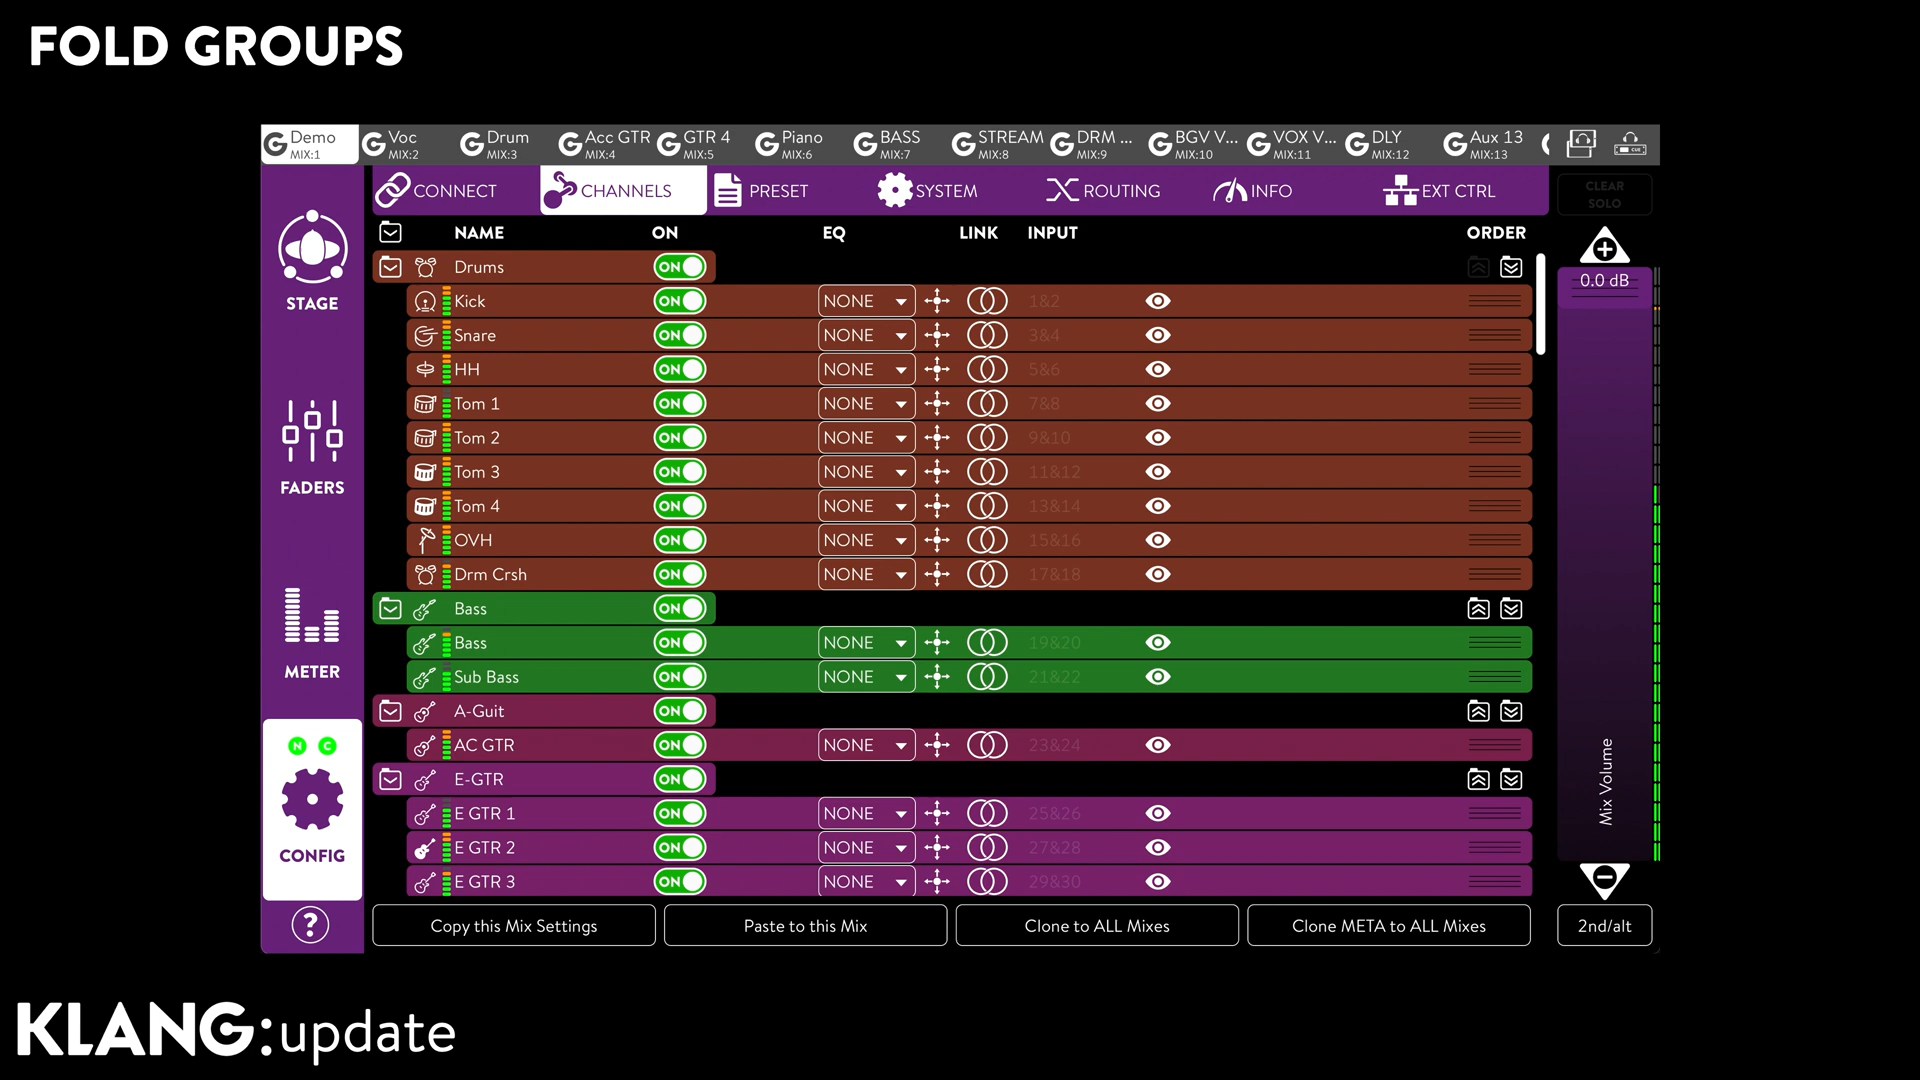 FOLD GROUPS
Demo Voc Drum Acc GTR GTR 4 Piano BASS STREAM DRM ... BGV V... VOX V... DLY Aux 13
MIX:1 MIX:2 MIX:3 MIX:4 MIX:5 MIX:6 MIX:7 MIX:8 MIX:9 MIX:10 MIX:11 MIX:12 MIX:13 CUE
CONNECT CHANNELS PRESET SYSTEM ROUTING INFO EXT CTRL
CLEAR
SOLO
NAME ON EQ LINK INPUT ORDER
Drums ON
0.0 dB
Kick ON NONE 1&2
STAGE
Snare ON NONE 3&4
HH ON NONE 5&6
Tom 1 ON NONE 7&8
Tom 2 ON NONE 9&10
Tom 3 ON NONE 11&12
FADERS
Tom 4 ON NONE 13&14
OVH ON NONE 15&16
Drm Crsh ON NONE 17&18
Bass ON
Bass ON NONE 19&20
METER
Sub Bass ON NONE 21&22
A-Guit ON
AC GTR ON NONE 23&24
N C
E-GTR ON
Mix Volume
E GTR 1 ON NONE 25&26
E GTR 2 ON NONE 27&28
CONFIG
E GTR 3 ON NONE 29&30
?
Copy this Mix Settings Paste to this Mix Clone to ALL Mixes Clone META to ALL Mixes 2nd/alt
KLANG:update